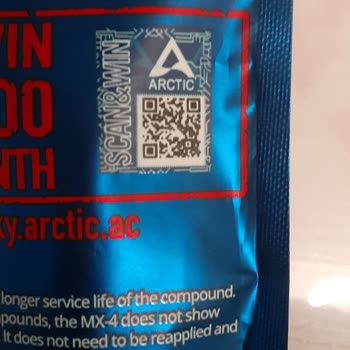 VIN
00
NTH
SCAN&WIN
ARCTIC
ky.arctic.ac
longer service life of the compound.
pounds, the MX-4 does not show
It does not need to be reapplied and